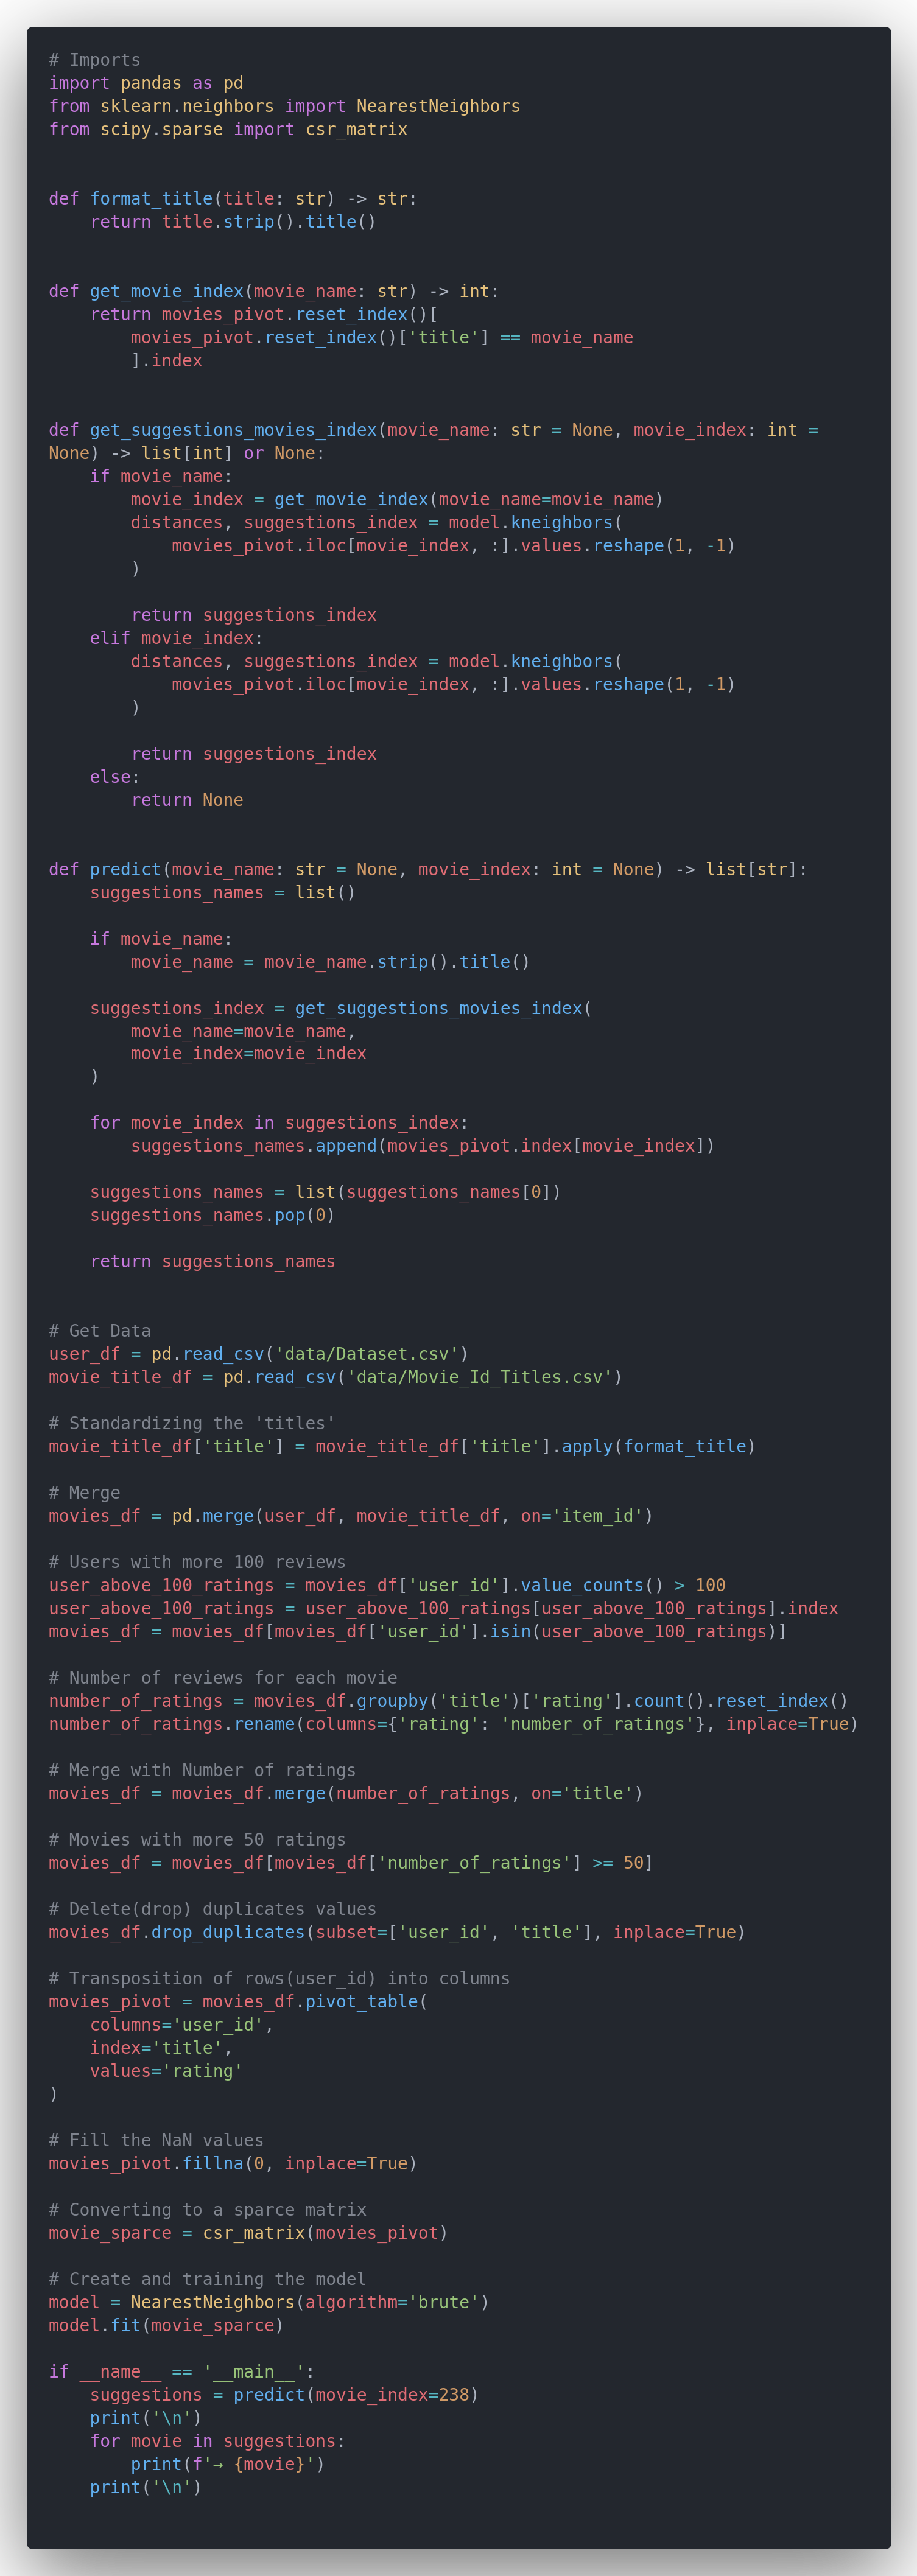 # Imports
import pandas as pd
from sklearn.neighbors import NearestNeighbors
from scipy.sparse import csr_matrix


def format_title(title: str) -> str:
    return title.strip().title()


def get_movie_index(movie_name: str) -> int:
    return movies_pivot.reset_index()[
        movies_pivot.reset_index()['title'] == movie_name
        ].index


def get_suggestions_movies_index(movie_name: str = None, movie_index: int =
None) -> list[int] or None:
    if movie_name:
        movie_index = get_movie_index(movie_name=movie_name)
        distances, suggestions_index = model.kneighbors(
            movies_pivot.iloc[movie_index, :].values.reshape(1, -1)
        )

        return suggestions_index
    elif movie_index:
        distances, suggestions_index = model.kneighbors(
            movies_pivot.iloc[movie_index, :].values.reshape(1, -1)
        )

        return suggestions_index
    else:
        return None


def predict(movie_name: str = None, movie_index: int = None) -> list[str]:
    suggestions_names = list()

    if movie_name:
        movie_name = movie_name.strip().title()

    suggestions_index = get_suggestions_movies_index(
        movie_name=movie_name,
        movie_index=movie_index
    )

    for movie_index in suggestions_index:
        suggestions_names.append(movies_pivot.index[movie_index])

    suggestions_names = list(suggestions_names[0])
    suggestions_names.pop(0)

    return suggestions_names


# Get Data
user_df = pd.read_csv('data/Dataset.csv')
movie_title_df = pd.read_csv('data/Movie_Id_Titles.csv')

# Standardizing the 'titles'
movie_title_df['title'] = movie_title_df['title'].apply(format_title)

# Merge
movies_df = pd.merge(user_df, movie_title_df, on='item_id')

# Users with more 100 reviews
user_above_100_ratings = movies_df['user_id'].value_counts() > 100
user_above_100_ratings = user_above_100_ratings[user_above_100_ratings].index
movies_df = movies_df[movies_df['user_id'].isin(user_above_100_ratings)]

# Number of reviews for each movie
number_of_ratings = movies_df.groupby('title')['rating'].count().reset_index()
number_of_ratings.rename(columns={'rating': 'number_of_ratings'}, inplace=True)

# Merge with Number of ratings
movies_df = movies_df.merge(number_of_ratings, on='title')

# Movies with more 50 ratings
movies_df = movies_df[movies_df['number_of_ratings'] >= 50]

# Delete(drop) duplicates values
movies_df.drop_duplicates(subset=['user_id', 'title'], inplace=True)

# Transposition of rows(user_id) into columns
movies_pivot = movies_df.pivot_table(
    columns='user_id',
    index='title',
    values='rating'
)

# Fill the NaN values
movies_pivot.fillna(0, inplace=True)

# Converting to a sparce matrix
movie_sparce = csr_matrix(movies_pivot)

# Create and training the model
model = NearestNeighbors(algorithm='brute')
model.fit(movie_sparce)

if __name__ == '__main__':
    suggestions = predict(movie_index=238)
    print('\n')
    for movie in suggestions:
        print(f'→ {movie}')
    print('\n')